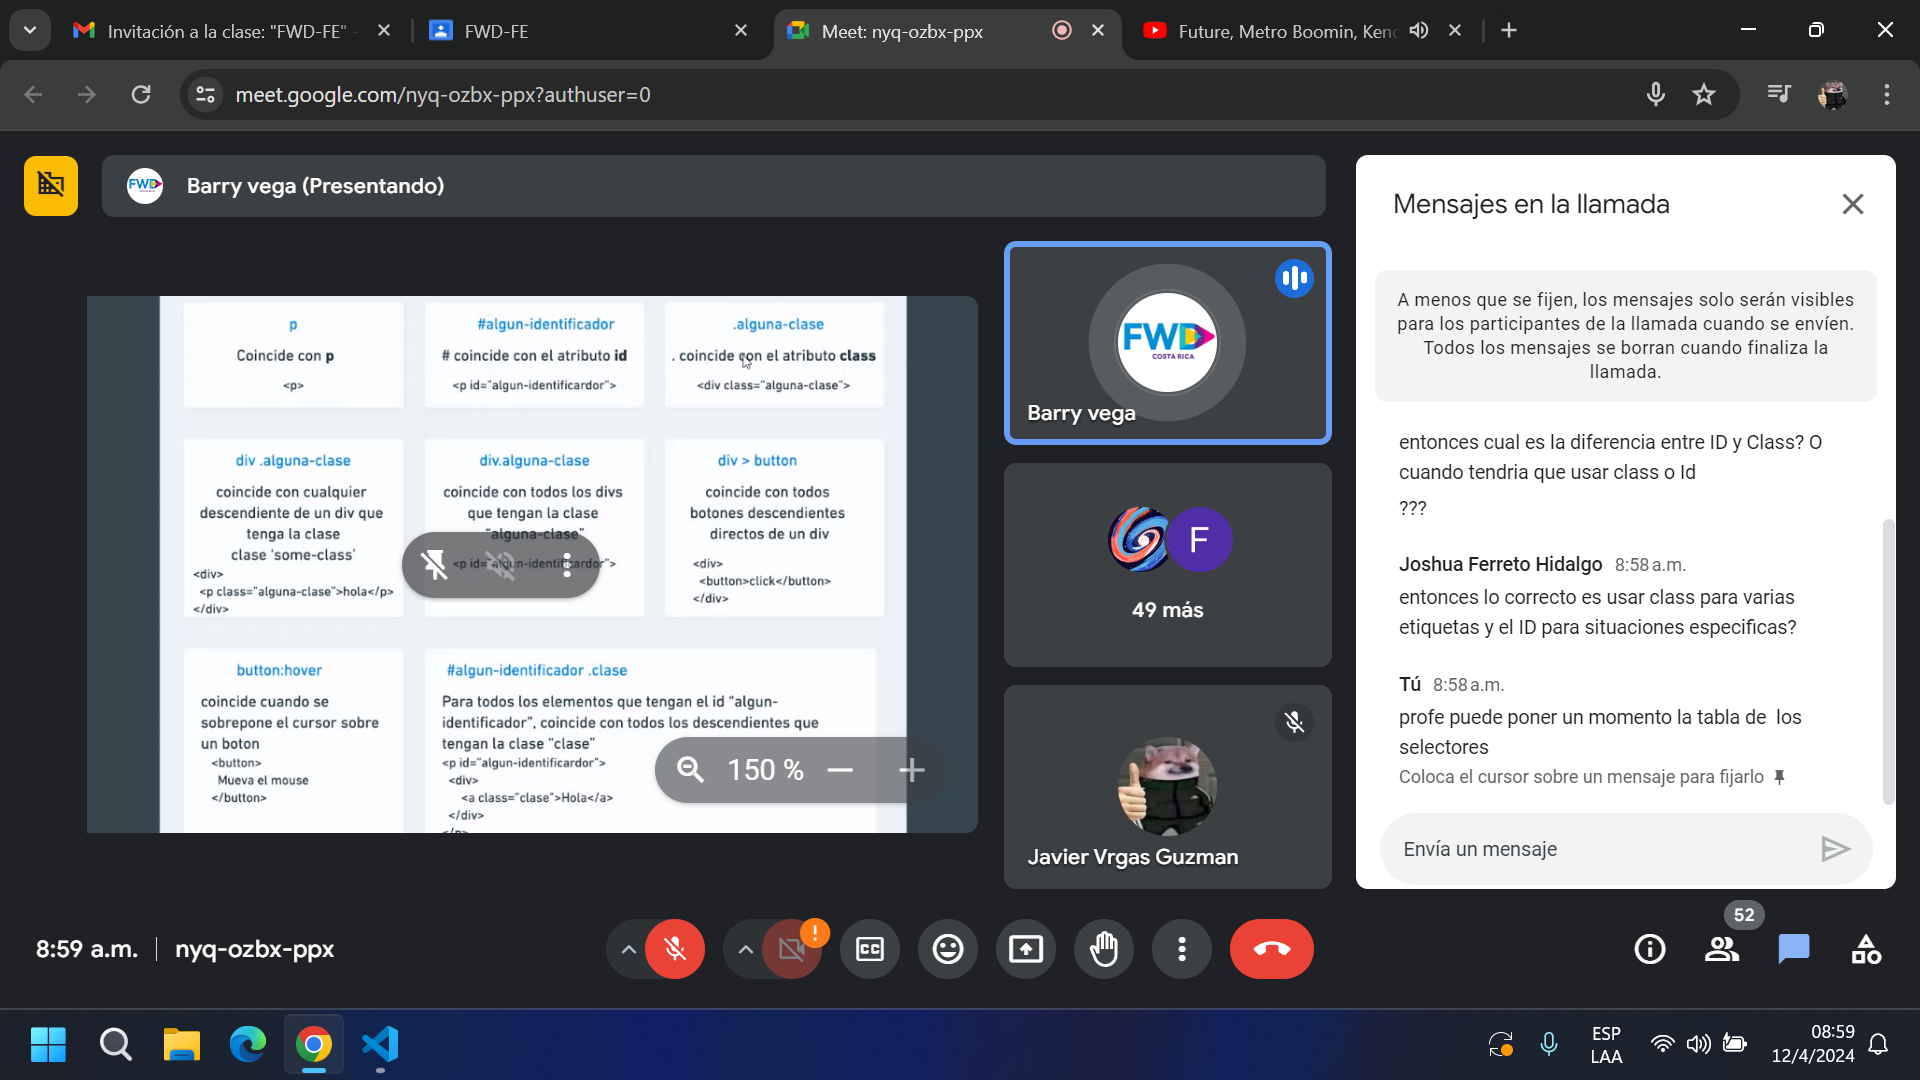 Invitación a la clase: "FWD-FE" -
FWD-FE
Meet: nyq-ozbx-ppx
Future, Metro Boomin, Kend
meet.google.com/nyq-ozbx-ppx?authuser=0
FWD
Barry vega (Presentando)
p
Coincide con p
<p>
#algun-identificador
# coincide con el atributo id
<p id="algun-identificardor">
.alguna-clase
. coincide con el atributo class
<div class="alguna-clase">
div .alguna-clase
coincide con cualquier
descendiente de un div que
tenga la clase
clase 'some-class'
<div>
<p class="alguna-clase">hola</p>
</div>
div.alguna-clase
coincide con todos los divs
que tengan la clase
"alguna-clase"
<p id="algun-identificardor">
div > button
coincide con todos
botones descendientes
directos de un div
<div>
<button>click</button>
</div>
button:hover
coincide cuando se
sobrepone el cursor sobre
un boton
<button>
Mueva el mouse
</button>
#algun-identificador .clase
Para todos los elementos que tengan el id "algun-
identificador", coincide con todos los descendientes que
tengan la clase "clase"
<p id="algun-identificardor">
<div>
<a class="clase">Hola</a>
</div>
</p>
150 %
FWD
COSTA RICA
Barry vega
F
49 más
Javier Vrgas Guzman
Mensajes en la llamada
A menos que se fijen, los mensajes solo serán visibles
para los participantes de la llamada cuando se envíen.
Todos los mensajes se borran cuando finaliza la
llamada.
entonces cual es la diferencia entre ID y Class? O
cuando tendria que usar class o Id
???
Joshua Ferreto Hidalgo 8:58 a.m.
entonces lo correcto es usar class para varias
etiquetas y el ID para situaciones especificas?
Tú 8:58 a.m.
profe puede poner un momento la tabla de  los
selectores
Coloca el cursor sobre un mensaje para fijarlo
Envía un mensaje
8:59 a.m.
nyq-ozbx-ppx
!
CC
52
ESP
LAA
08:59
12/4/2024